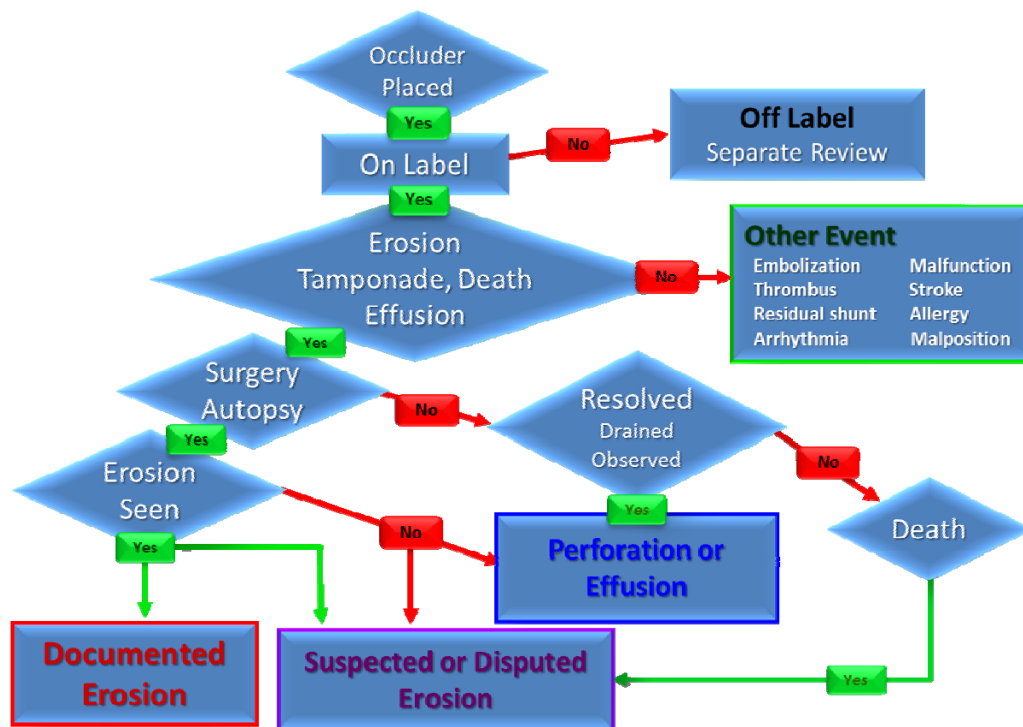 Occluder
Placed
Yes
On Label
No
Off Label
Separate Review
Yes
Erosion
Tamponade, Death
Effusion
No
Other Event
Embolization Malfunction
Thrombus Stroke
Residual shunt Allergy
Arrhythmia Malposition
Yes
Surgery
Autopsy
No
Resolved
Drained
Observed
No
Yes
Erosion
Seen
Yes
No
Yes
Perforation or
Effusion
Death
Documented
Erosion
Suspected or Disputed
Erosion
Yes